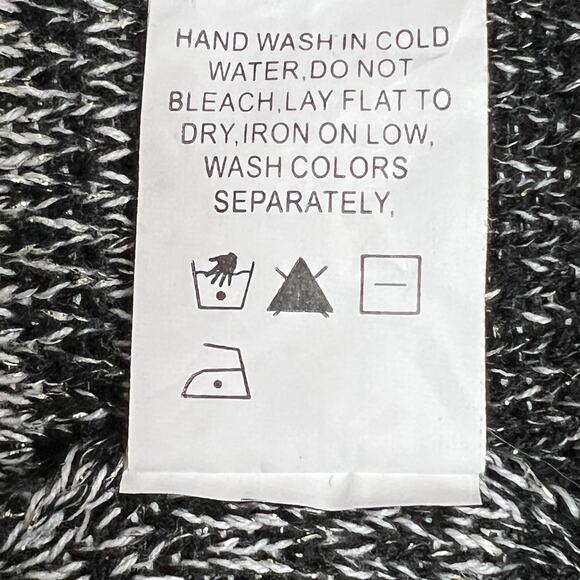 HAND WASH IN COLD
WATER,DO NOT
BLEACH,LAY FLAT TO
DRY,IRON ON LOW,
WASH COLORS
SEPARATELY,